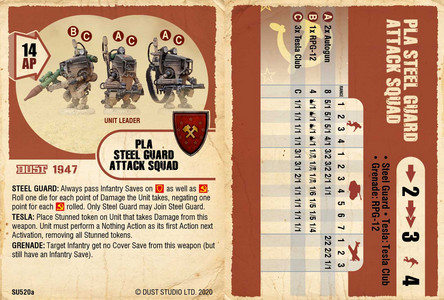 14
AP
B C
A C
A C
UNIT LEADER
PLA
STEEL GUARD
ATTACK SQUAD
DUST 1947
STEEL GUARD: Always pass Infantry Saves on as well as
Roll one die for each point of Damage the Unit takes, negating one
point for each rolled. Only Steel Guard may join Steel Guard.
TESLA: Place Stunned token on Unit that takes Damage from this
weapon. Unit must perform a Nothing Action as its first Action next
Activation, removing all Stunned tokens.
GRENADE: Target Infantry get no Cover Save from this weapon (but
still have an Infantry Save).
SU520a
© DUST STUDIO LTD. 2020
PLA STEEL GUARD
ATTACK SQUAD
2 3 4
• Steel Guard • Tesla: Tesla Club
• Grenade: RPG-12
RANGE 1 2 3 4 1 2 3 4 5 6 7 1 2 3
A 2x Autogun
B 1x RPG-12
C 3x Tesla Club